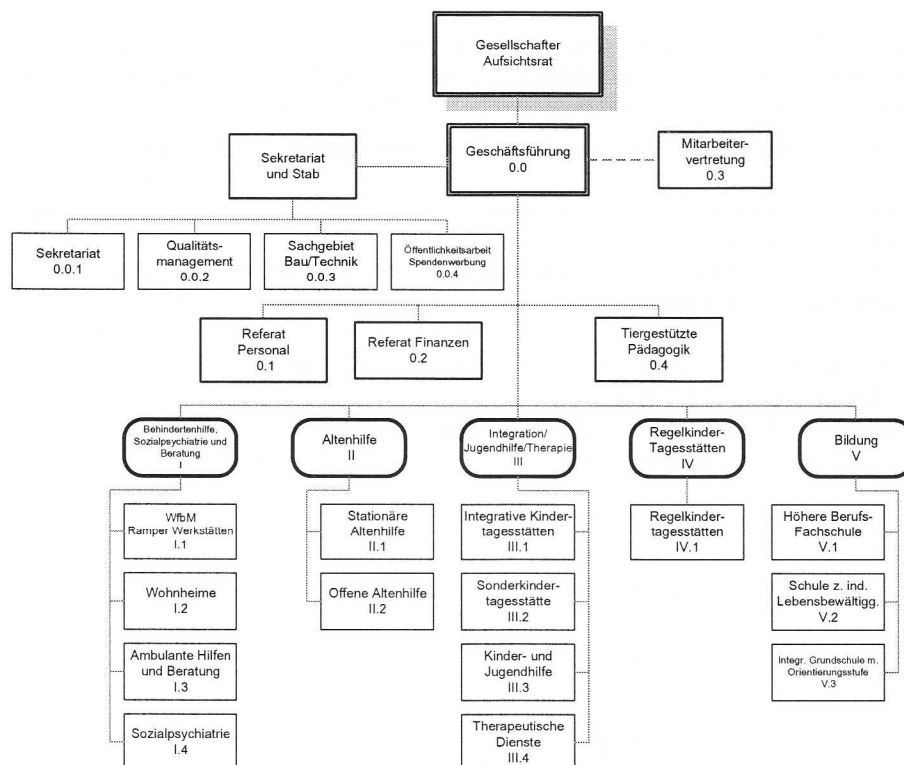 Gesellschafter
Aufsichtsrat
Sekretariat
und Stab
Geschäftsführung
0.0
Mitarbeiter-
vertretung
0.3
Sekretariat
0.0.1
Qualitäts-
management
0.0.2
Sachgebiet
Bau/Technik
0.0.3
Öffentlichkeitsarbeit
Spendenwerbung
0.0.4
Referat
Personal
0.1
Referat Finanzen
0.2
Tiergestützte
Pädagogik
0.4
Behindertenhilfe,
Sozialpsychiatrie und
Beratung
I
Altenhilfe
II
Integration/
Jugendhilfe/Therapie
III
Regelkinder-
Tagesstätten
IV
Bildung
V
WfbM
Ramper Werkstätten
I.1
Wohnheime
I.2
Ambulante Hilfen
und Beratung
I.3
Sozialpsychiatrie
I.4
Stationäre
Altenhilfe
II.1
Offene Altenhilfe
II.2
Integrative Kinder-
tagesstätten
III.1
Sonderkinder-
tagesstätte
III.2
Kinder- und
Jugendhilfe
III.3
Therapeutische
Dienste
III.4
Regelkinder-
tagesstätten
IV.1
Höhere Berufs-
Fachschule
V.1
Schule z. ind.
Lebensbewältigg.
V.2
Integr. Grundschule m.
Orientierungsstufe
V.3